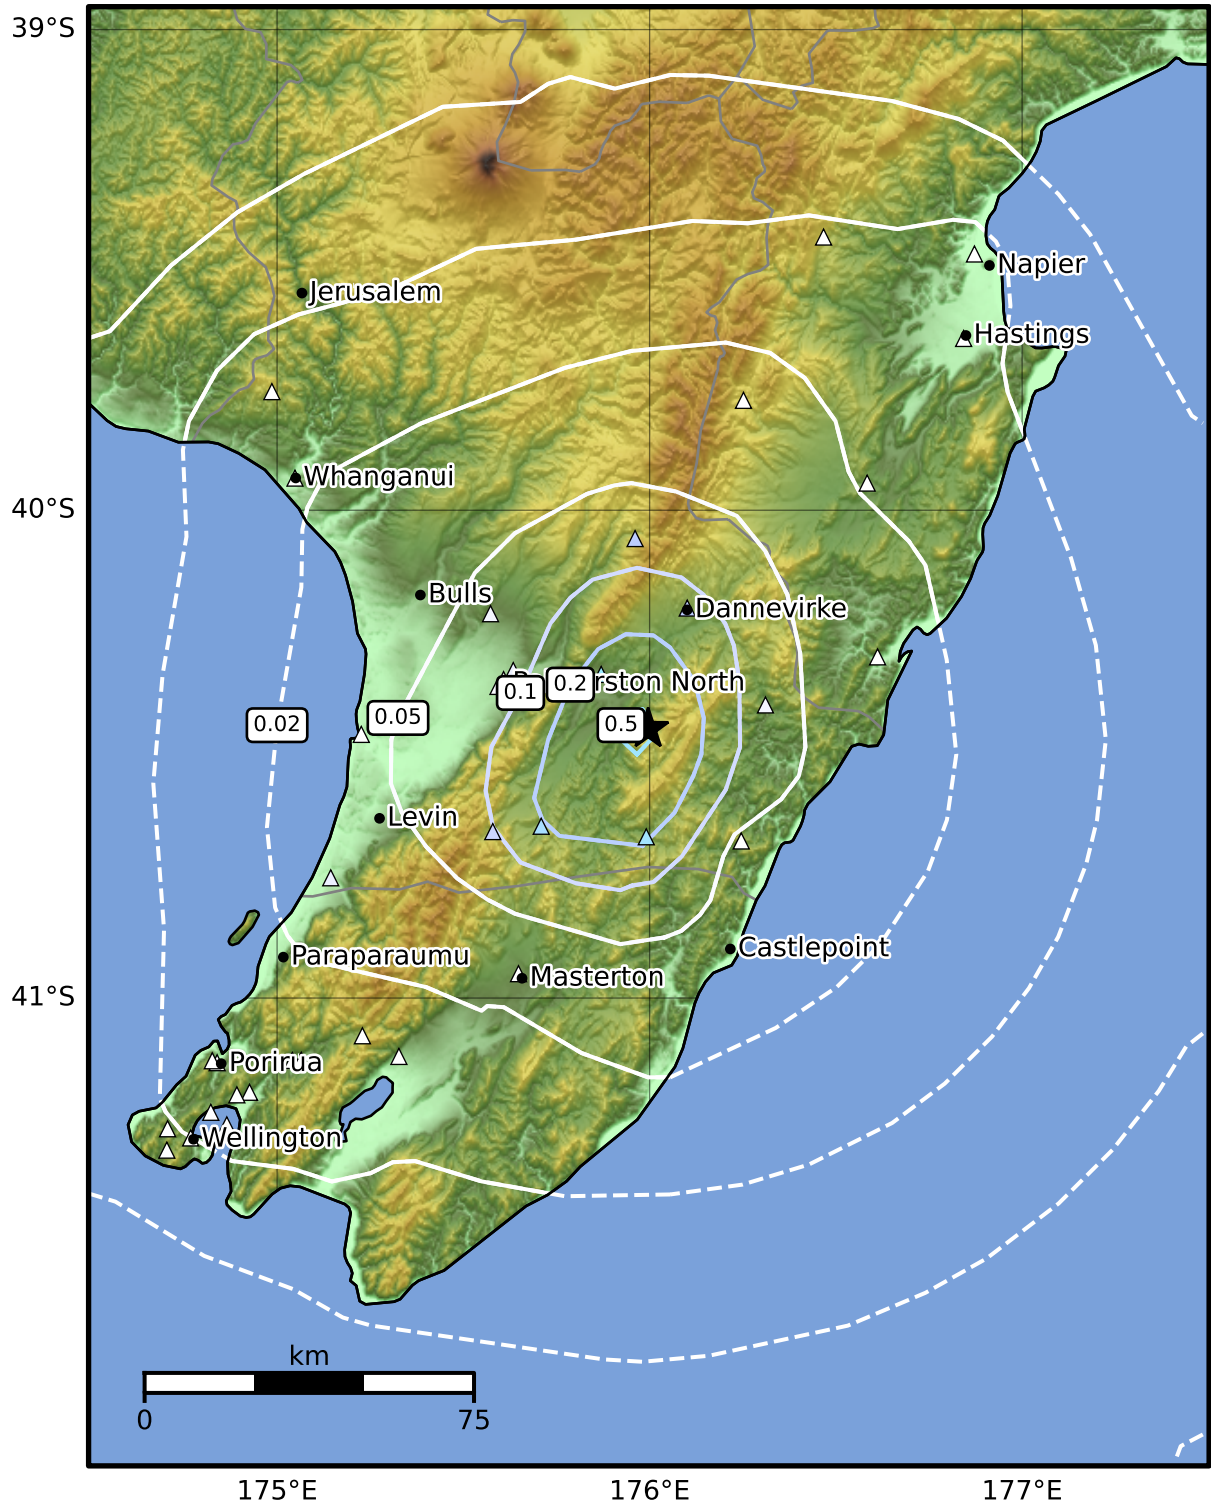 39°S
Napier
Jerusalem
Hastings
Whanganui
40°S
Bulls
Dannevirke
rston North
0.1
0.2
0.02
0.05
0.5
Levin
Castlepoint
Paraparaumu
Masterton
41°S
Porirua
Wellington
km
0 75
175°E 176°E 177°E